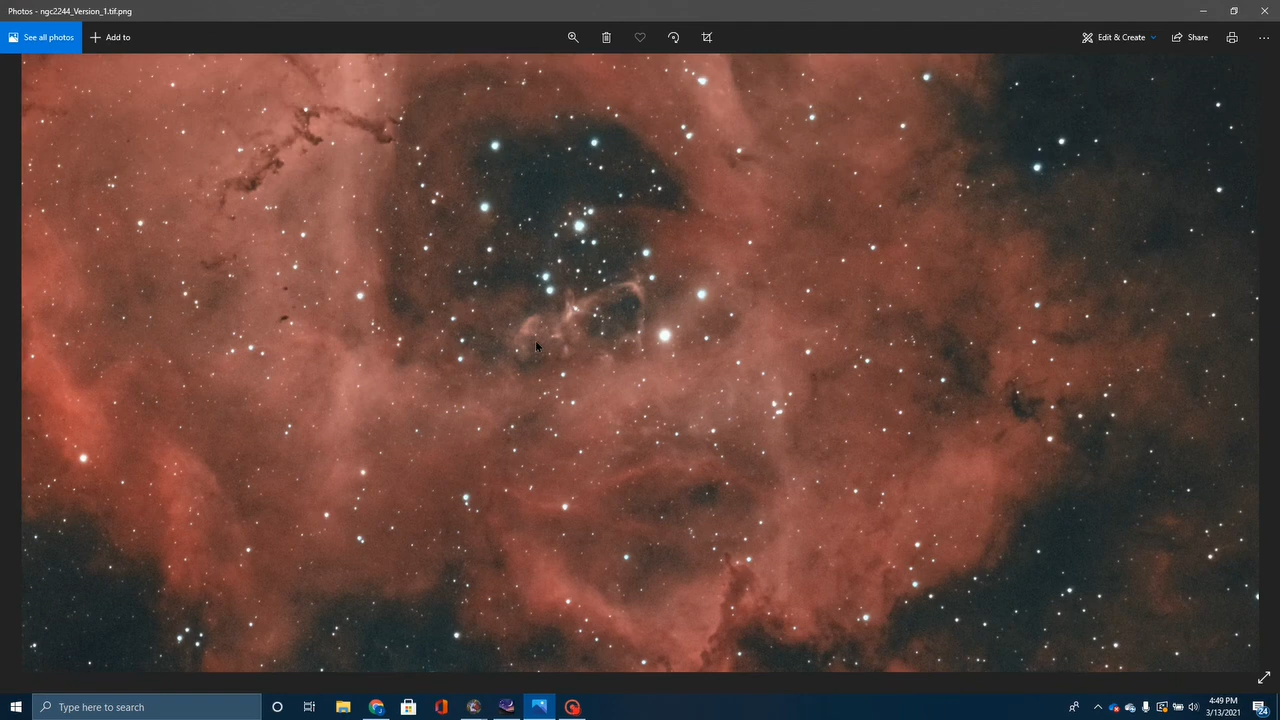 Photos - ngc2244_Version_1.tif.png
See all photos
Add to
Edit & Create
Share
Type here to search
4:49 PM
3/13/2021
24